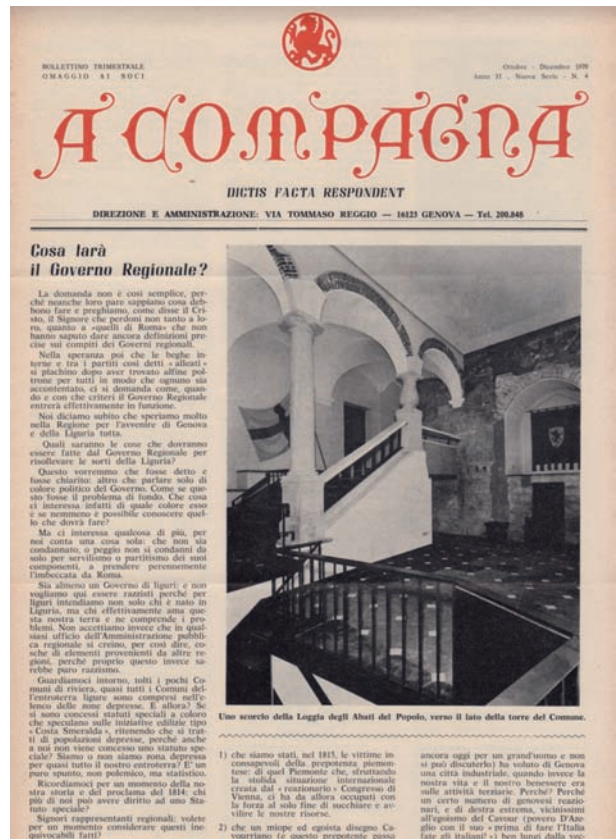 BOLLETTINO TRIMESTRALE
OMAGGIO AI SOCI
Ottobre - Dicembre 1970
Anno II - Nuova Serie - N. 4
A COMPAGNA
DICTIS FACTA RESPONDENT
DIREZIONE E AMMINISTRAZIONE: VIA TOMMASO REGGIO — 16123 GENOVA — Tel. 200.848
Cosa farà
il Governo Regionale?
La domanda non è così semplice, per-
ché neanche loro pare sappiano cosa deb-
bono fare e preghiamo, come disse il Cri-
sto, il Signore che perdoni non tanto a lo-
ro, quanto a «quelli di Roma» che non
hanno saputo dare ancora definizioni pre-
cise sui compiti dei Governi regionali.
Nella speranza poi che le beghe in-
terne e tra i partiti così detti «alleati»
si plachino dopo aver trovato alfine pol-
trone per tutti in modo che ognuno sia
accontentato, ci si domanda come, quan-
do e con che criteri il Governo Regionale
entrerà effettivamente in funzione.
Noi diciamo subito che speriamo molto
nella Regione per l'avvenire di Genova
e della Liguria tutta.
Quali saranno le cose che dovranno
essere fatte dal Governo Regionale per
risollevare le sorti della Liguria?
Questo vorremmo che fosse detto e
fosse chiarito: altro che parlare solo di
colore politico del Governo. Come se que-
sto fosse il problema di fondo. Che cosa
ci interessa infatti di quale colore esso
è se nemmeno è possibile conoscere quel-
lo che dovrà fare?
Ma ci interessa qualcosa di più, per
noi conta una cosa sola: che non sia
condannato, o peggio non si condanni da
solo per servilismo o partitismo dei suoi
componenti, a prendere perennemente
l'imbeccata da Roma.
Sia almeno un Governo di liguri: e non
vogliamo qui essere razzisti perché per
liguri intendiamo non solo chi è nato in
Liguria, ma chi effettivamente ama que-
sta nostra terra e ne comprende i pro-
blemi. Non accettiamo invece che in qual-
siasi ufficio dell'Amministrazione pubbli-
ca regionale si creino, per così dire, co-
sche di elementi provenienti da altre re-
gioni, perché proprio questo invece sa-
rebbe puro razzismo.
Guardiamoci intorno, tolti i pochi Co-
muni di riviera, quasi tutti i Comuni del-
l'entroterra ligure sono compresi nell'e-
lenco delle zone depresse. E allora? Se
si sono concessi statuti speciali a coloro
che speculano sulle iniziative edilizie tipo
«Costa Smeralda», ritenendo che si trat-
ti di popolazioni depresse, perché anche
a noi non viene concesso uno statuto spe-
ciale? Siamo o non siamo zona depressa
per quasi tutto il nostro entroterra? E' un
puro spunto, non polemico, ma statistico.
Ricordiamoci per un momento della no-
stra storia e del proclama del 1814: chi
più di noi può avere diritto ad uno Sta-
tuto speciale?
Signori rappresentanti regionali: volete
per un momento considerare questi ine-
quivocabili fatti?
Uno scorcio della Loggia degli Abati del Popolo, verso il lato della torre del Comune.
1) che siamo stati, nel 1815, le vittime in-
consapevoli della prepotenza piemon-
tese: di quel Piemonte che, sfruttando
la stolida situazione internazionale
creata dal «reazionario» Congresso di
Vienna, ci ha da allora occupati con
la forza al solo fine di succhiare e av-
vilire le nostre risorse.
2) che un miope ed egoista disegno Ca-
vourriano (e questo prepotente passa
ancora oggi per un grand'uomo e non
si può discuterlo) ha voluto di Genova
una città industriale, quando invece la
nostra vita e il nostro benessere era
sulle attività terziarie. Perché? Perché
un certo numero di genovesi reazio-
nari, e di destra estrema, vicinissimi
all'egoismo del Cavour (povero D'Aze-
glio con il suo «prima di fare l'Italia
fate gli italiani») a ben lungi dalla veg-